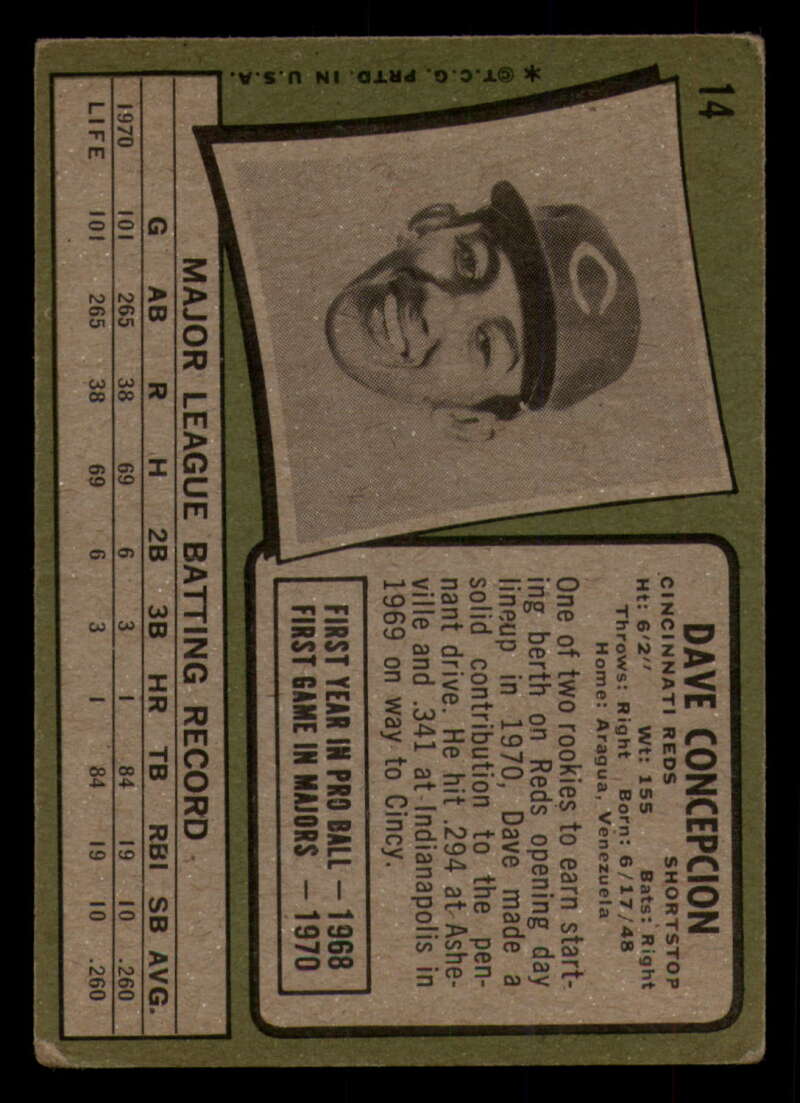 14
* ©T.C.G. PRTD. IN U.S.A.
C
DAVE CONCEPCION
CINCINNATI REDS SHORTSTOP
Ht: 6'2" Wt: 155 Bats: Right
Throws: Right Born: 6/17/48
Home: Aragua, Venezuela
One of two rookies to earn start-
ing berth on Reds opening day
lineup in 1970, Dave made a
solid contribution to the pen-
nant drive. He hit .294 at Ashe-
ville and .341 at Indianapolis in
1969 on way to Cincy.
FIRST YEAR IN PRO BALL — 1968
FIRST GAME IN MAJORS — 1970
MAJOR LEAGUE BATTING RECORD
G AB R H 2B 3B HR TB RBI SB AVG.
1970 101 265 38 69 6 3 1 84 19 10 .260
LIFE 101 265 38 69 6 3 1 84 19 10 .260